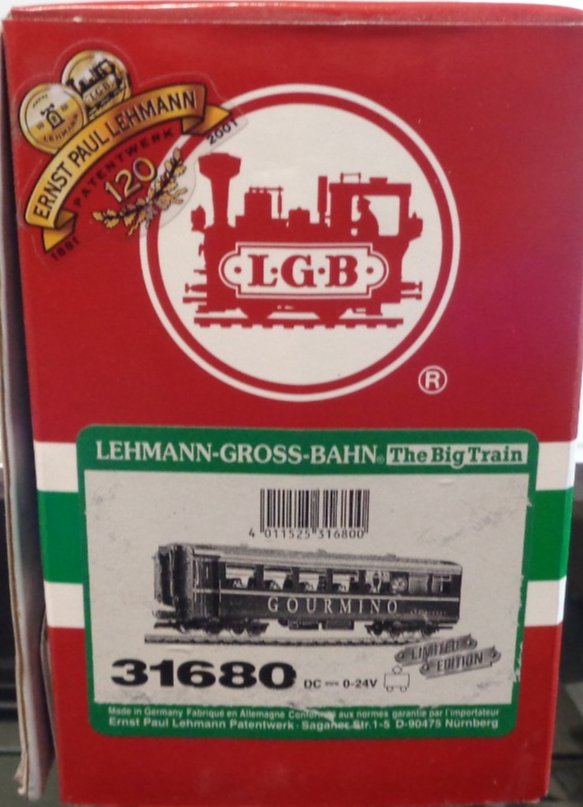 ERNST PAUL LEHMANN
PATENTWERK
120
1881
2001
LEHMANN
L·G·B
L·G·B
®
LEHMANN-GROSS-BAHN® The Big Train
4 011525 316800
GOURMINO
LIMITED
EDITION
31680 DC 0-24V
Made in Germany Fabriqué en Allemagne Conformité aux normes garantie par l'importateur
Ernst Paul Lehmann Patentwerk · Saganer Str.1-5 D-90475 Nürnberg